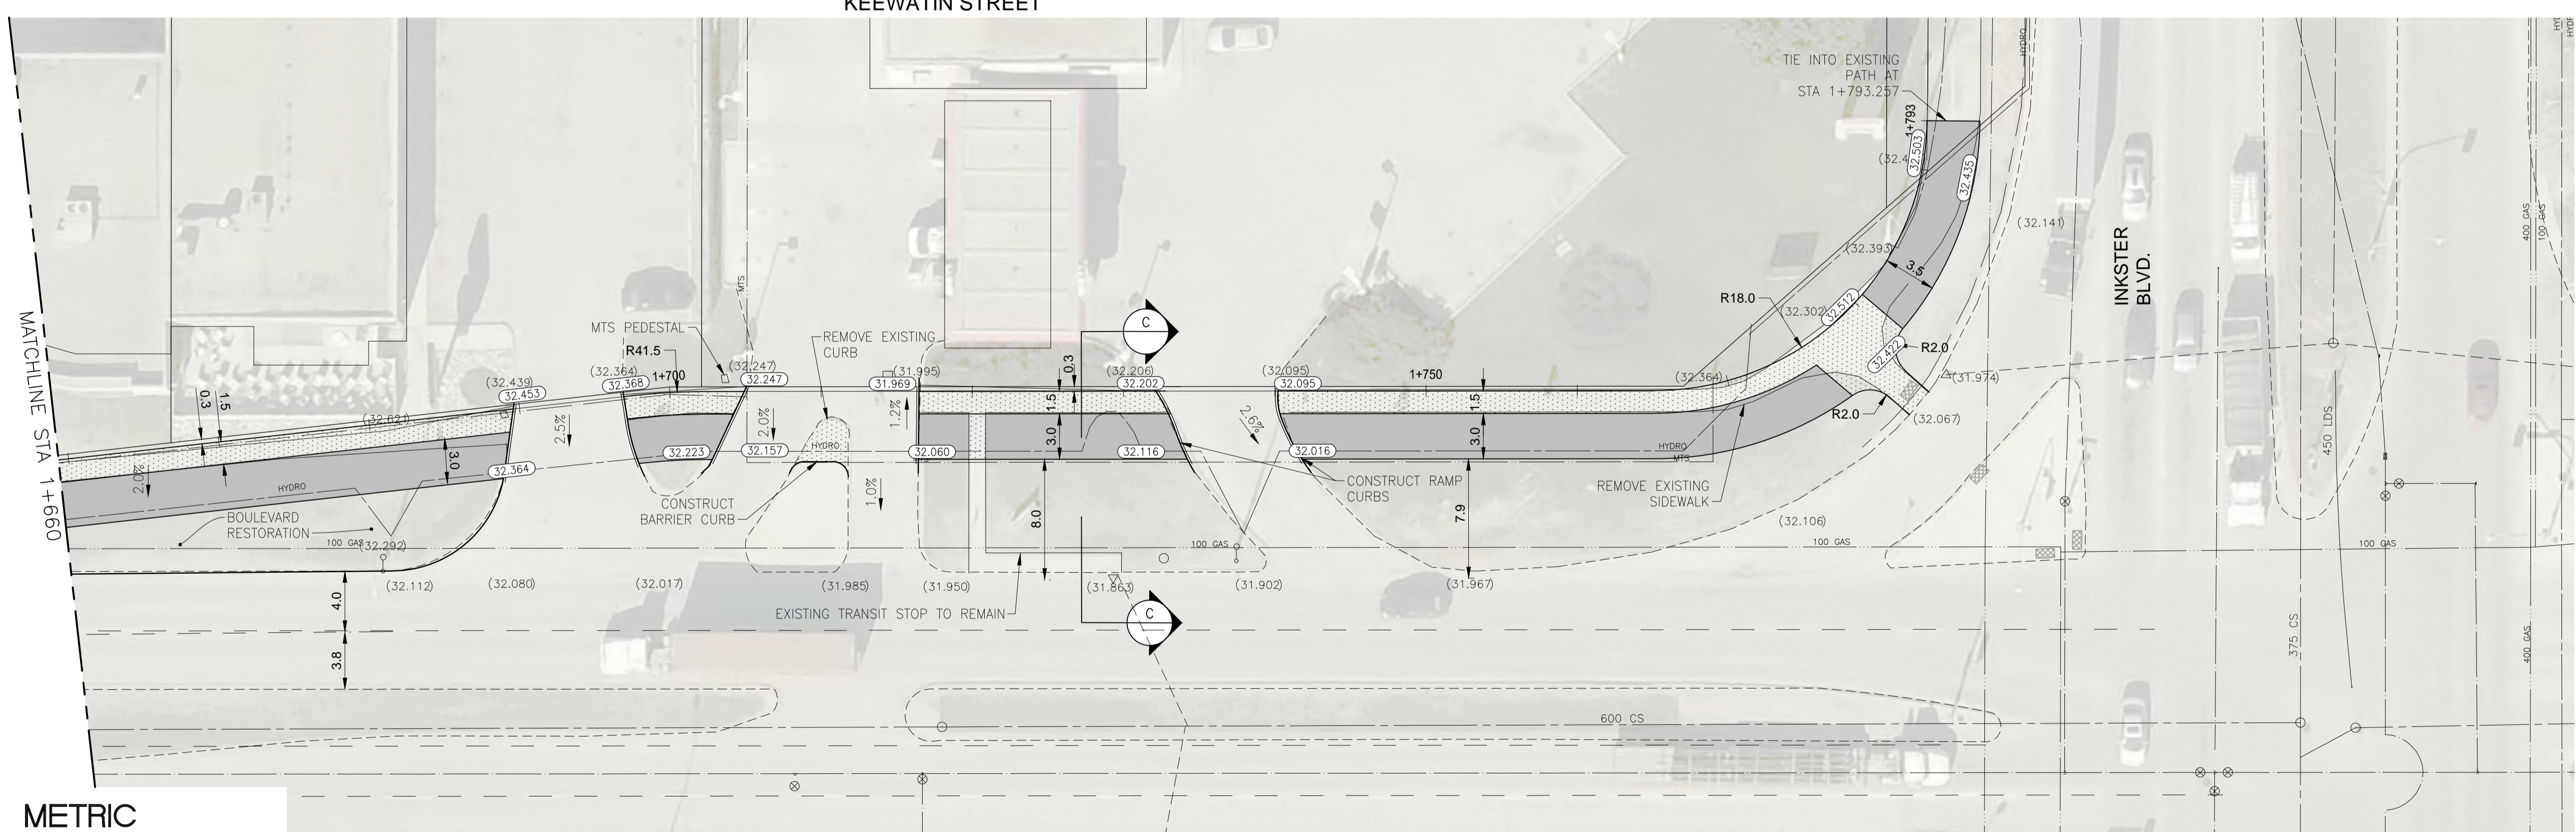 KEEWATIN STREET
TIE INTO EXISTING
PATH AT
STA 1+793.257
1+793
32.503
32.435
(32.4
HYDRO
(32.141)
(32.393)
3.5
INKSTER
BLVD.
400 GAS
100 GAS
R18.0
(32.302)
32.512
32.422
R2.0
(31.974)
R2.0
(32.067)
MTS
MTS PEDESTAL
R41.5
REMOVE EXISTING
CURB
C
0.3
(32.439)
32.453
(32.364)
32.368
1+700
(32.247)
32.247
(31.995)
31.969
(32.206)
32.202
(32.095)
32.095
1+750
(32.364)
MATCHLINE STA 1+660
0.3
1.5
(32.621)
2.5%
2.0%
1.2%
1.5
2.6%
1.5
3.0
2.0%
32.364
32.223
32.157
HYDRO
32.060
3.0
32.116
32.016
3.0
HYDRO
MTS
HYDRO
BOULEVARD
RESTORATION
100 GAS
(32.292)
CONSTRUCT
BARRIER CURB
1.0%
8.0
CONSTRUCT RAMP
CURBS
7.9
REMOVE EXISTING
SIDEWALK
(32.106)
100 GAS
100 GAS
100 GAS
450 LDS
(32.112)
(32.080)
(32.017)
(31.985)
(31.950)
(31.863)
(31.902)
(31.967)
4.0
EXISTING TRANSIT STOP TO REMAIN
C
3.8
375 CS
400 GAS
600 CS
METRIC